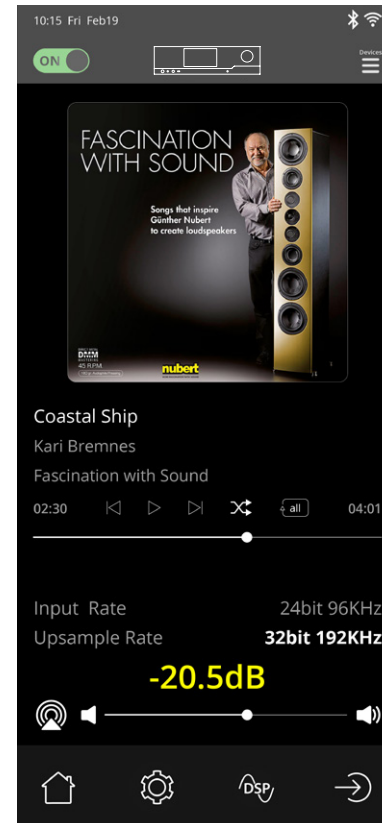 10:15 Fri Feb19
Devices
ON
FASCINATION
WITH SOUND
Songs that inspire
Günther Nubert
to create loudspeakers
DMM
45 RPM
nubert
Coastal Ship
Kari Bremnes
Fascination with Sound
02:30
all
04:01
Input Rate
24bit 96KHz
Upsample Rate
32bit 192KHz
-20.5dB
DSP